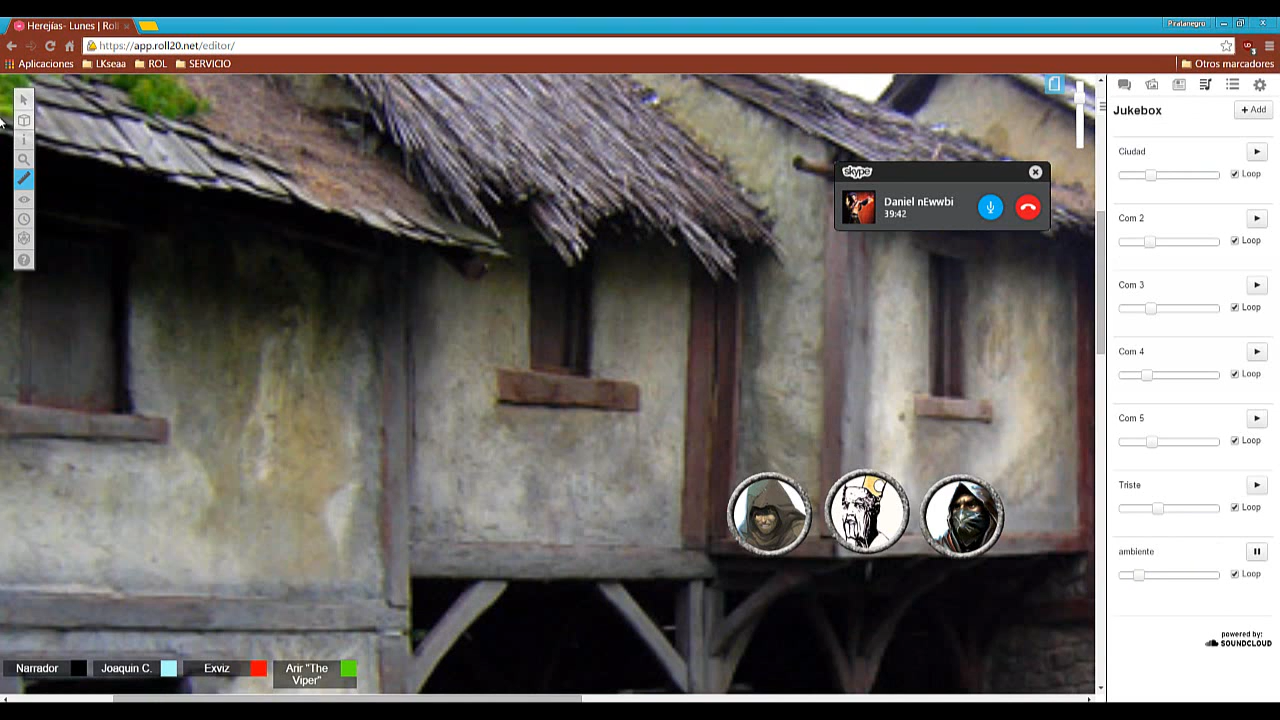 Herejías- Lunes | Roll
Piratanegro
https://app.roll20.net/editor/
Aplicaciones
LKseaa
ROL
SERVICIO
Otros marcadores
Jukebox
+ Add
Ciudad
Loop
skype
Daniel nEwwbi
39:42
Com 2
Loop
Com 3
Loop
Com 4
Loop
Com 5
Loop
Triste
Loop
ambiente
Loop
powered by:
SOUNDCLOUD
Narrador
Joaquin C.
Exviz
Arir "The
Viper"